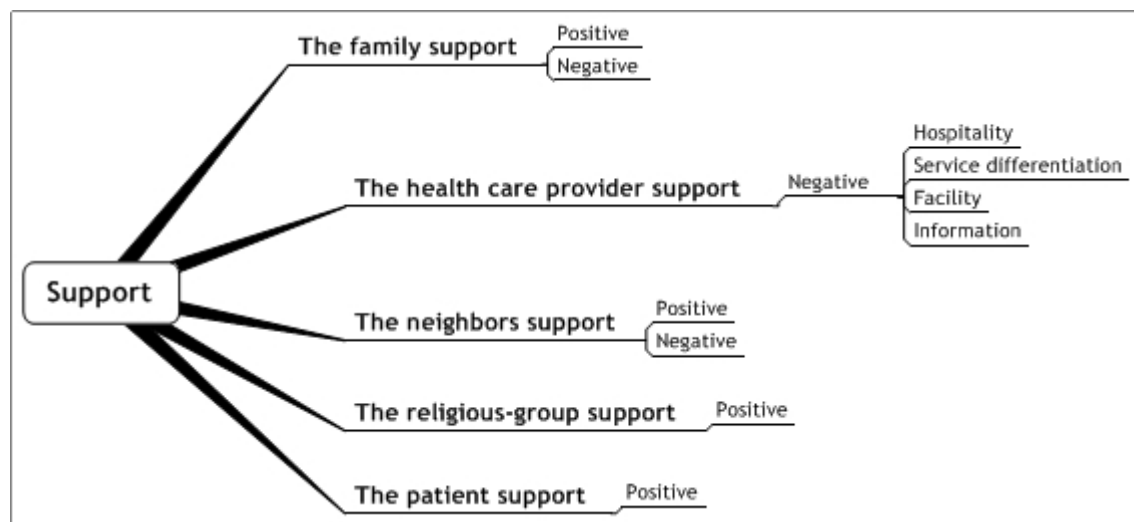 The family support
Positive
Negative
The health care provider support
Negative
Hospitality
Service differentiation
Facility
Information
Support
The neighbors support
Positive
Negative
The religious-group support
Positive
The patient support
Positive